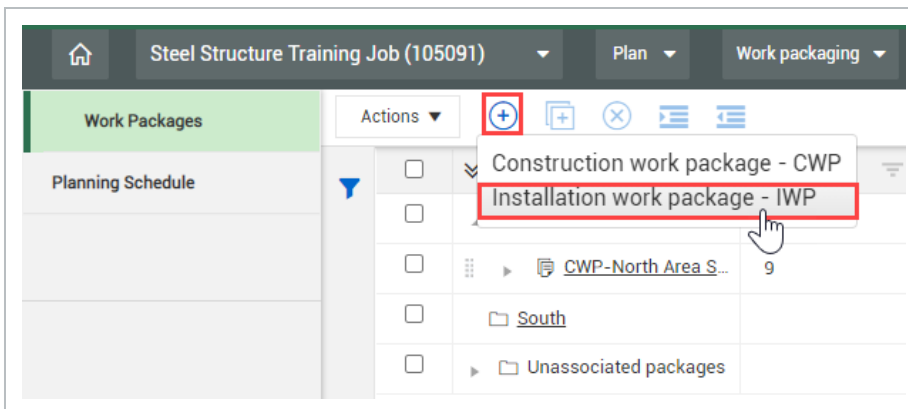 Steel Structure Training Job (105091)
Plan
Work packaging
Work Packages
Actions
Planning Schedule
Construction work package - CWP
Installation work package - IWP
CWP-North Area S...
9
South
Unassociated packages